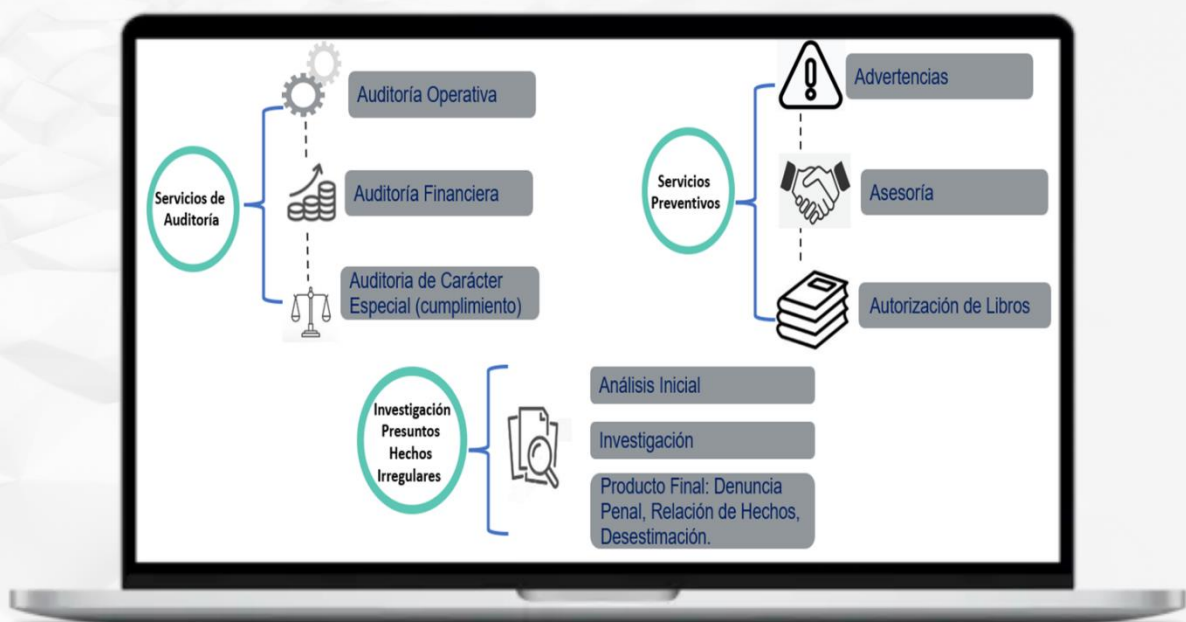 Servicios de
Auditoría
Auditoría Operativa
Auditoría Financiera
Auditoria de Carácter
Especial (cumplimiento)
Servicios
Preventivos
Advertencias
Asesoría
Autorización de Libros
Investigación
Presuntos
Hechos
Irregulares
Análisis Inicial
Investigación
Producto Final: Denuncia
Penal, Relación de Hechos,
Desestimación.